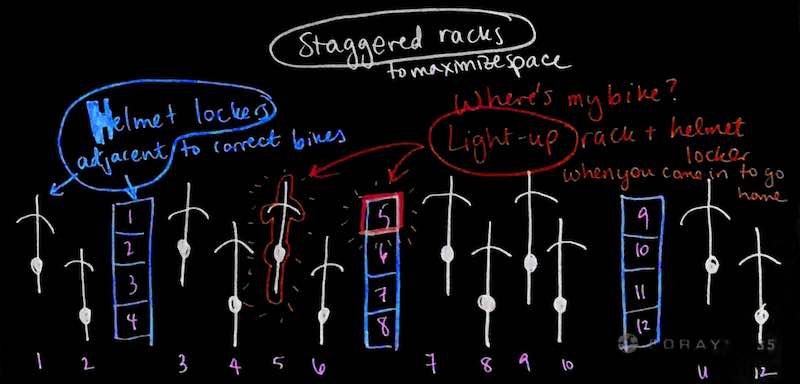 Staggered racks
to maximize space
Helmet lockers
adjacent to correct bikes
Where's my bike?
Light-up rack + helmet
locker
when you come in to go
home
1
2
3
4
5
6
7
8
9
10
11
12
1 2 3 4 5 6 7 8 9 10 11 12
FORAY 35